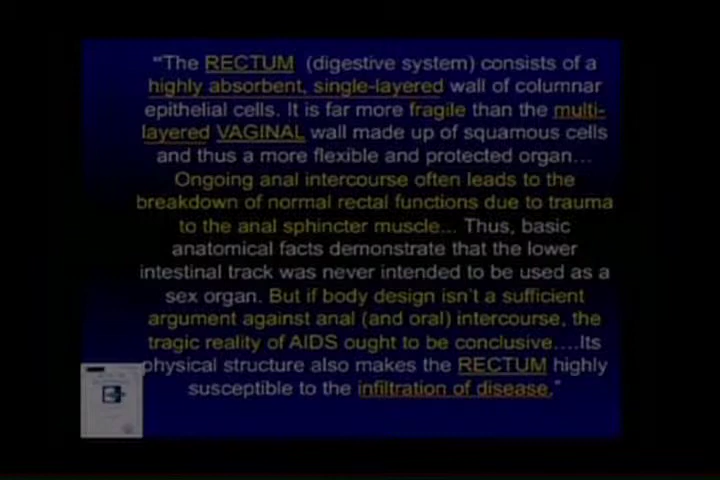 "The RECTUM (digestive system) consists of a
highly absorbent, single-layered wall of columnar
epithelial cells. It is far more fragile than the multi-
layered VAGINAL wall made up of squamous cells
and thus a more flexible and protected organ…
Ongoing anal intercourse often leads to the
breakdown of normal rectal functions due to trauma
to the anal sphincter muscle... Thus, basic
anatomical facts demonstrate that the lower
intestinal track was never intended to be used as a
sex organ. But if body design isn't a sufficient
argument against anal (and oral) intercourse, the
tragic reality of AIDS ought to be conclusive….Its
physical structure also makes the RECTUM highly
susceptible to the infiltration of disease."